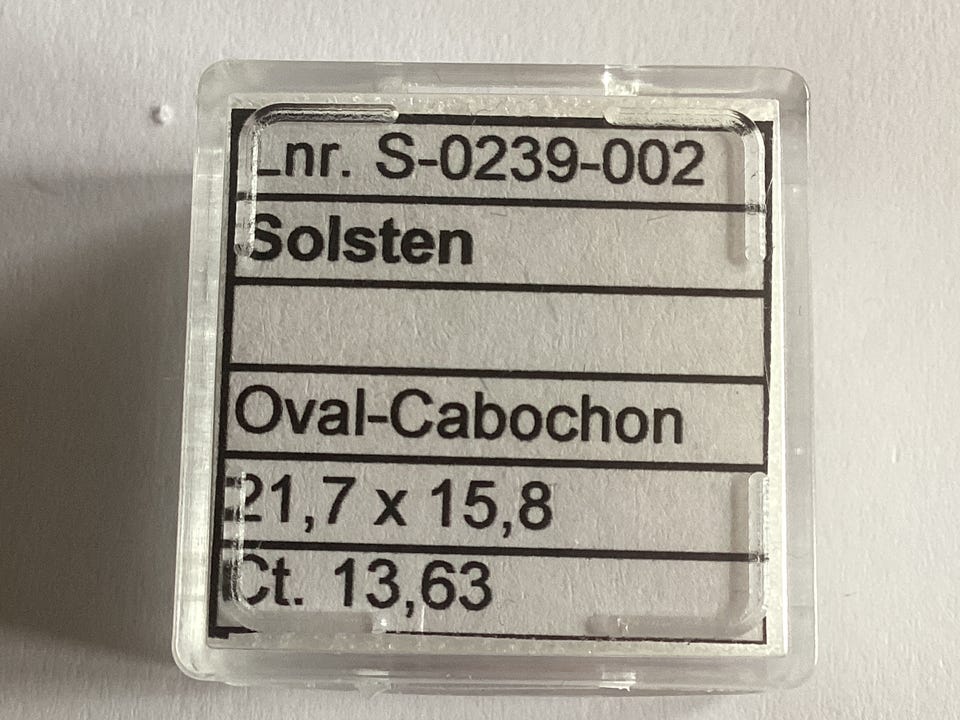 Lnr. S-0239-002
Solsten
Oval-Cabochon
21,7 x 15,8
Ct. 13,63